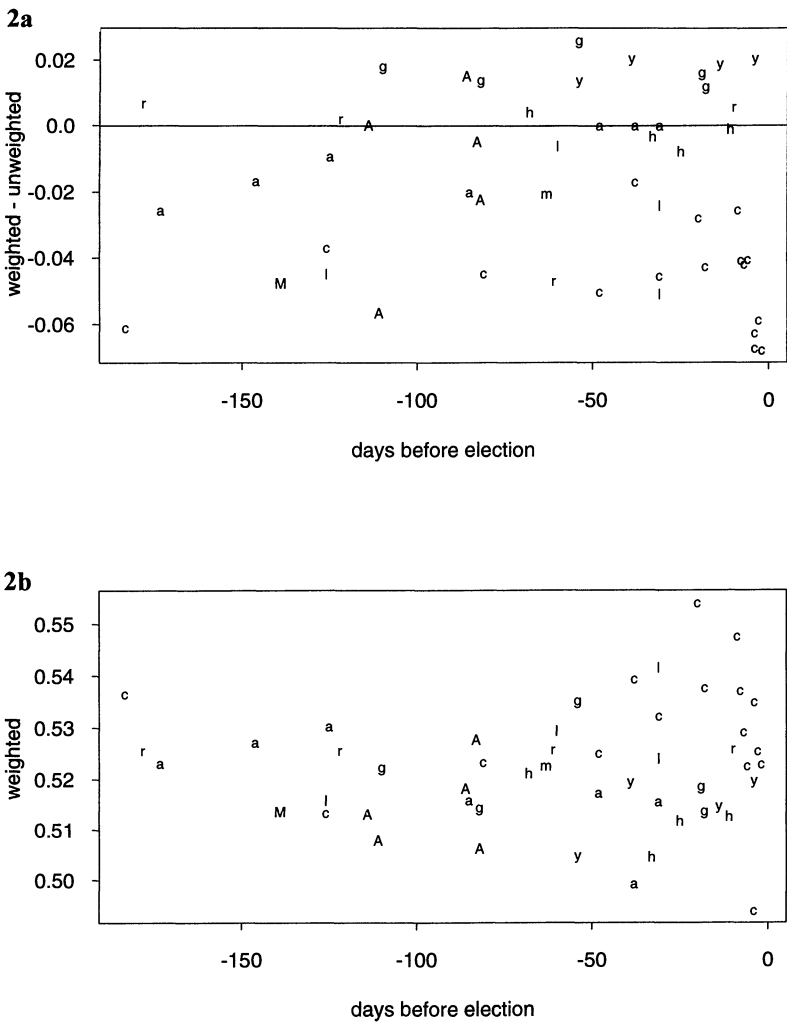 2a
weighted - unweighted
0.02
0.0
-0.02
-0.04
-0.06
g
y
y
y
g
A
g
g
y
g
r
h
r
r
A
a
a
a
h
h
A
l
h
a
a
a
A
m
c
a
l
c
c
c
l
M
c
r
c
c
c
c
c
c
c
l
A
c
c
c
c
c
-150
-100
-50
0
days before election
2b
weighted
0.55
0.54
0.53
0.52
0.51
0.50
c
c
l
c
c
c
c
g
c
c
a
l
c
A
a
r
r
r
r
c
c
l
a
c
m
c
c
g
h
y
y
A
g
a
l
a
a
g
y
M
c
A
g
h
h
A
A
y
h
a
c
-150
-100
-50
0
days before election